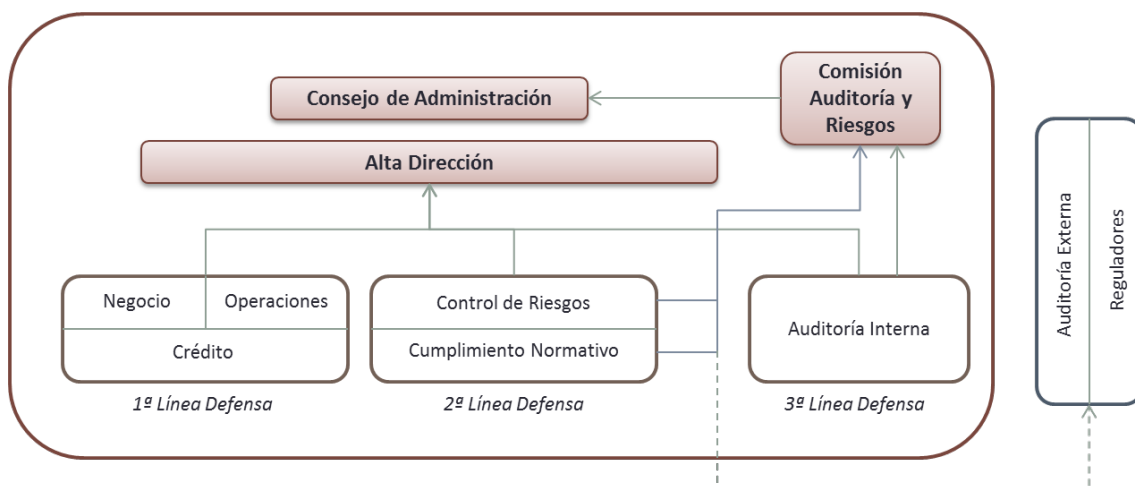 Consejo de Administración
Comisión
Auditoría y
Riesgos
Alta Dirección
Negocio
Operaciones
Crédito
Control de Riesgos
Cumplimiento Normativo
Auditoría Interna
1ª Línea Defensa
2ª Línea Defensa
3ª Línea Defensa
Auditoría Externa
Reguladores